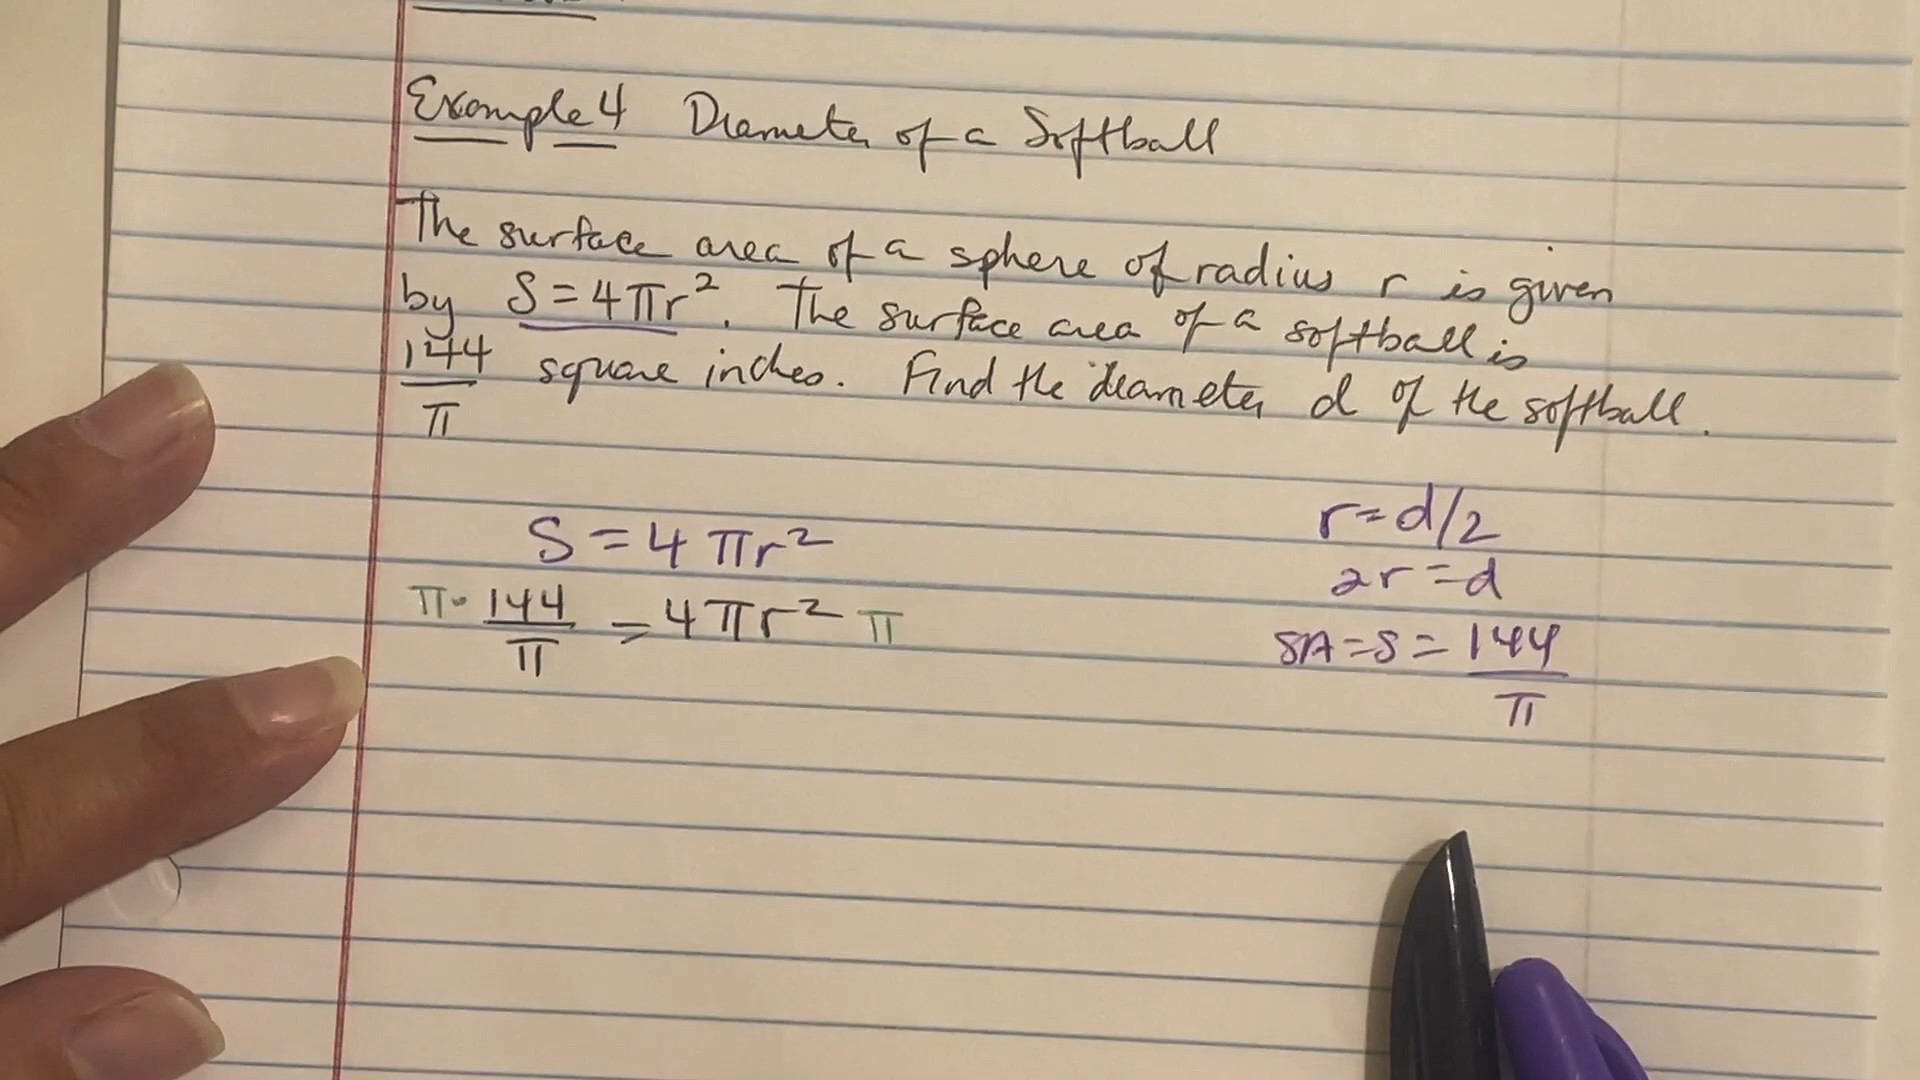 Example 4 Diameter of a Softball
The surface area of a sphere of radius r is given
by S = 4πr². The surface area of a softball is
144/π square inches. Find the diameter d of the softball.
S = 4πr²
π · 144/π = 4πr² π
r = d/2
2r = d
SA = S = 144/π